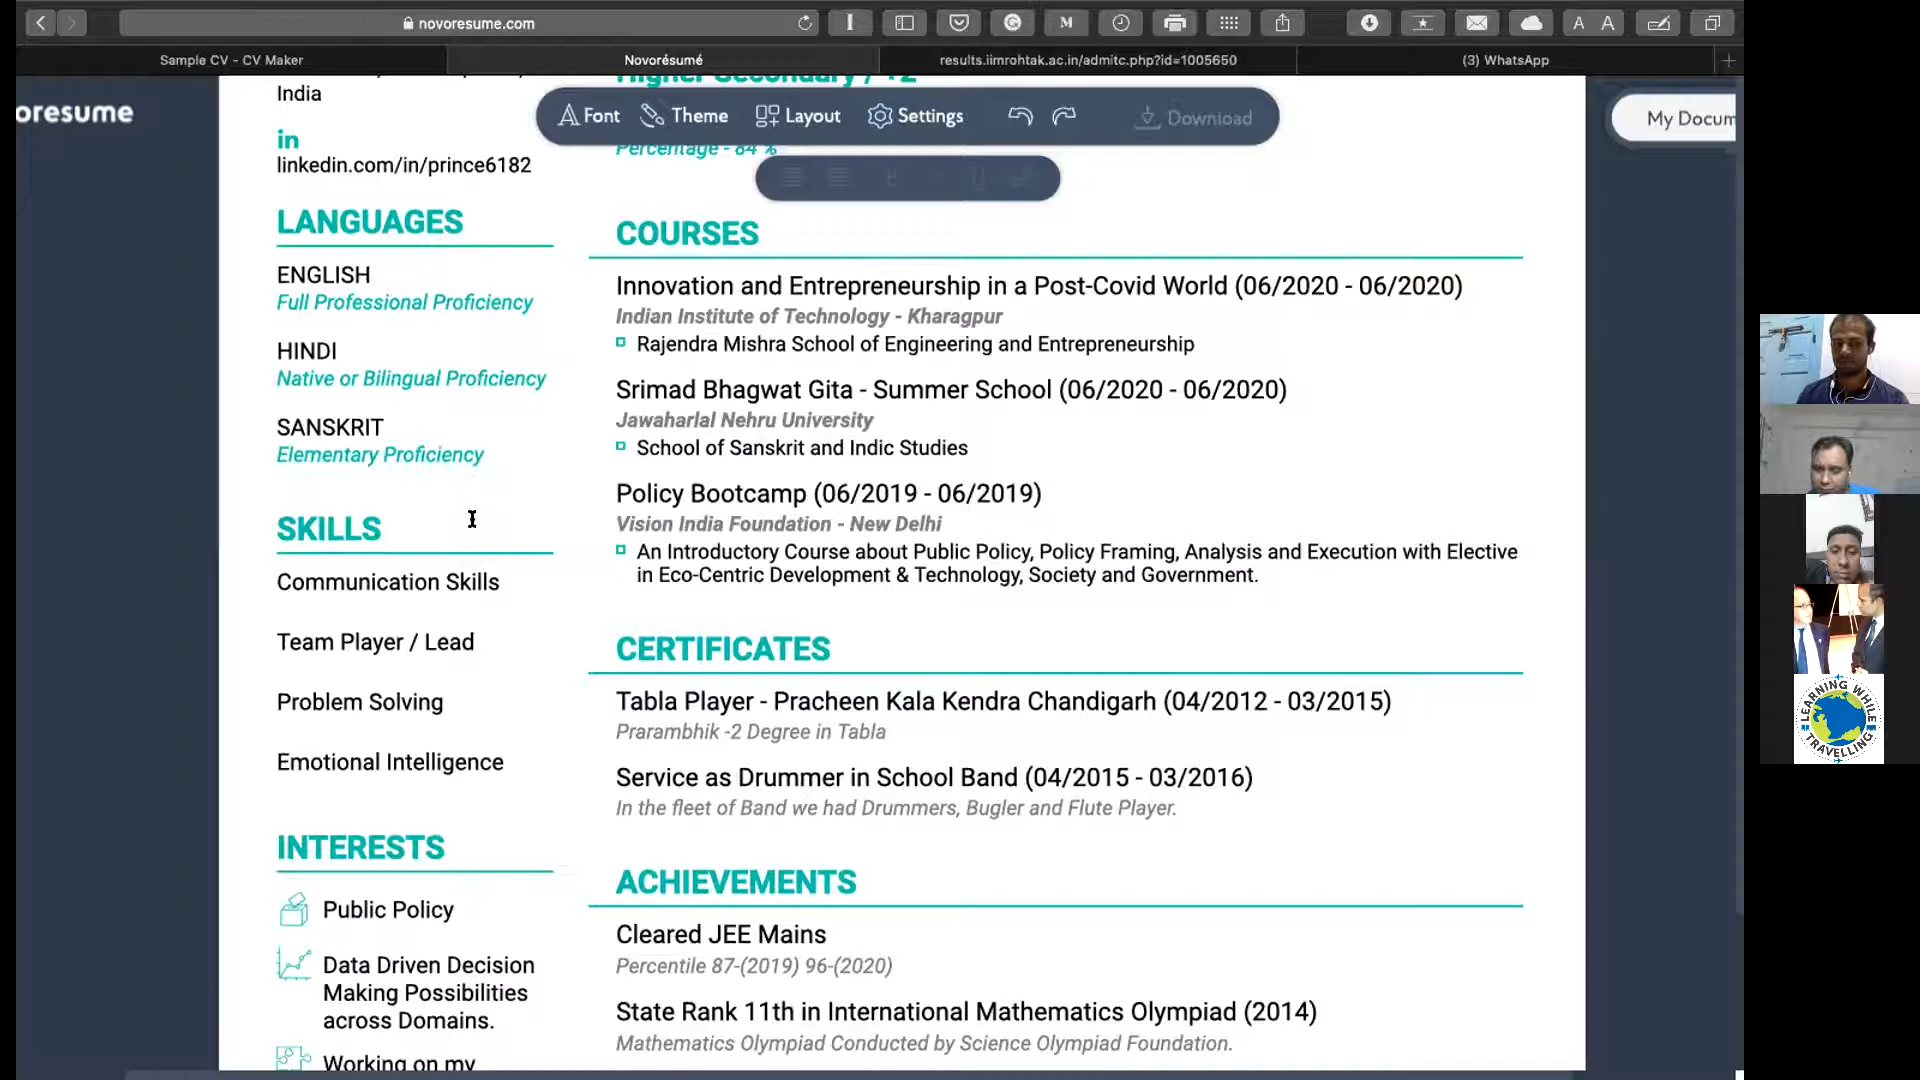 novoresume.com
M
A A
Sample CV - CV Maker
Novorésumé
results.iimrohtak.ac.in/admitc.php?id=1005650
(3) WhatsApp
oresume
Font
Theme
Layout
Settings
Download
My Docum
India
in
linkedin.com/in/prince6182
LANGUAGES
ENGLISH
Full Professional Proficiency
HINDI
Native or Bilingual Proficiency
SANSKRIT
Elementary Proficiency
SKILLS
Communication Skills
Team Player / Lead
Problem Solving
Emotional Intelligence
INTERESTS
Public Policy
Data Driven Decision
Making Possibilities
across Domains.
Working on my
Higher Secondary / +2
Percentage - 84 %
COURSES
Innovation and Entrepreneurship in a Post-Covid World (06/2020 - 06/2020)
Indian Institute of Technology - Kharagpur
Rajendra Mishra School of Engineering and Entrepreneurship
Srimad Bhagwat Gita - Summer School (06/2020 - 06/2020)
Jawaharlal Nehru University
School of Sanskrit and Indic Studies
Policy Bootcamp (06/2019 - 06/2019)
Vision India Foundation - New Delhi
An Introductory Course about Public Policy, Policy Framing, Analysis and Execution with Elective
in Eco-Centric Development & Technology, Society and Government.
CERTIFICATES
Tabla Player - Pracheen Kala Kendra Chandigarh (04/2012 - 03/2015)
Prarambhik -2 Degree in Tabla
Service as Drummer in School Band (04/2015 - 03/2016)
In the fleet of Band we had Drummers, Bugler and Flute Player.
ACHIEVEMENTS
Cleared JEE Mains
Percentile 87-(2019) 96-(2020)
State Rank 11th in International Mathematics Olympiad (2014)
Mathematics Olympiad Conducted by Science Olympiad Foundation.
LEARNING WHILE
TRAVELLING